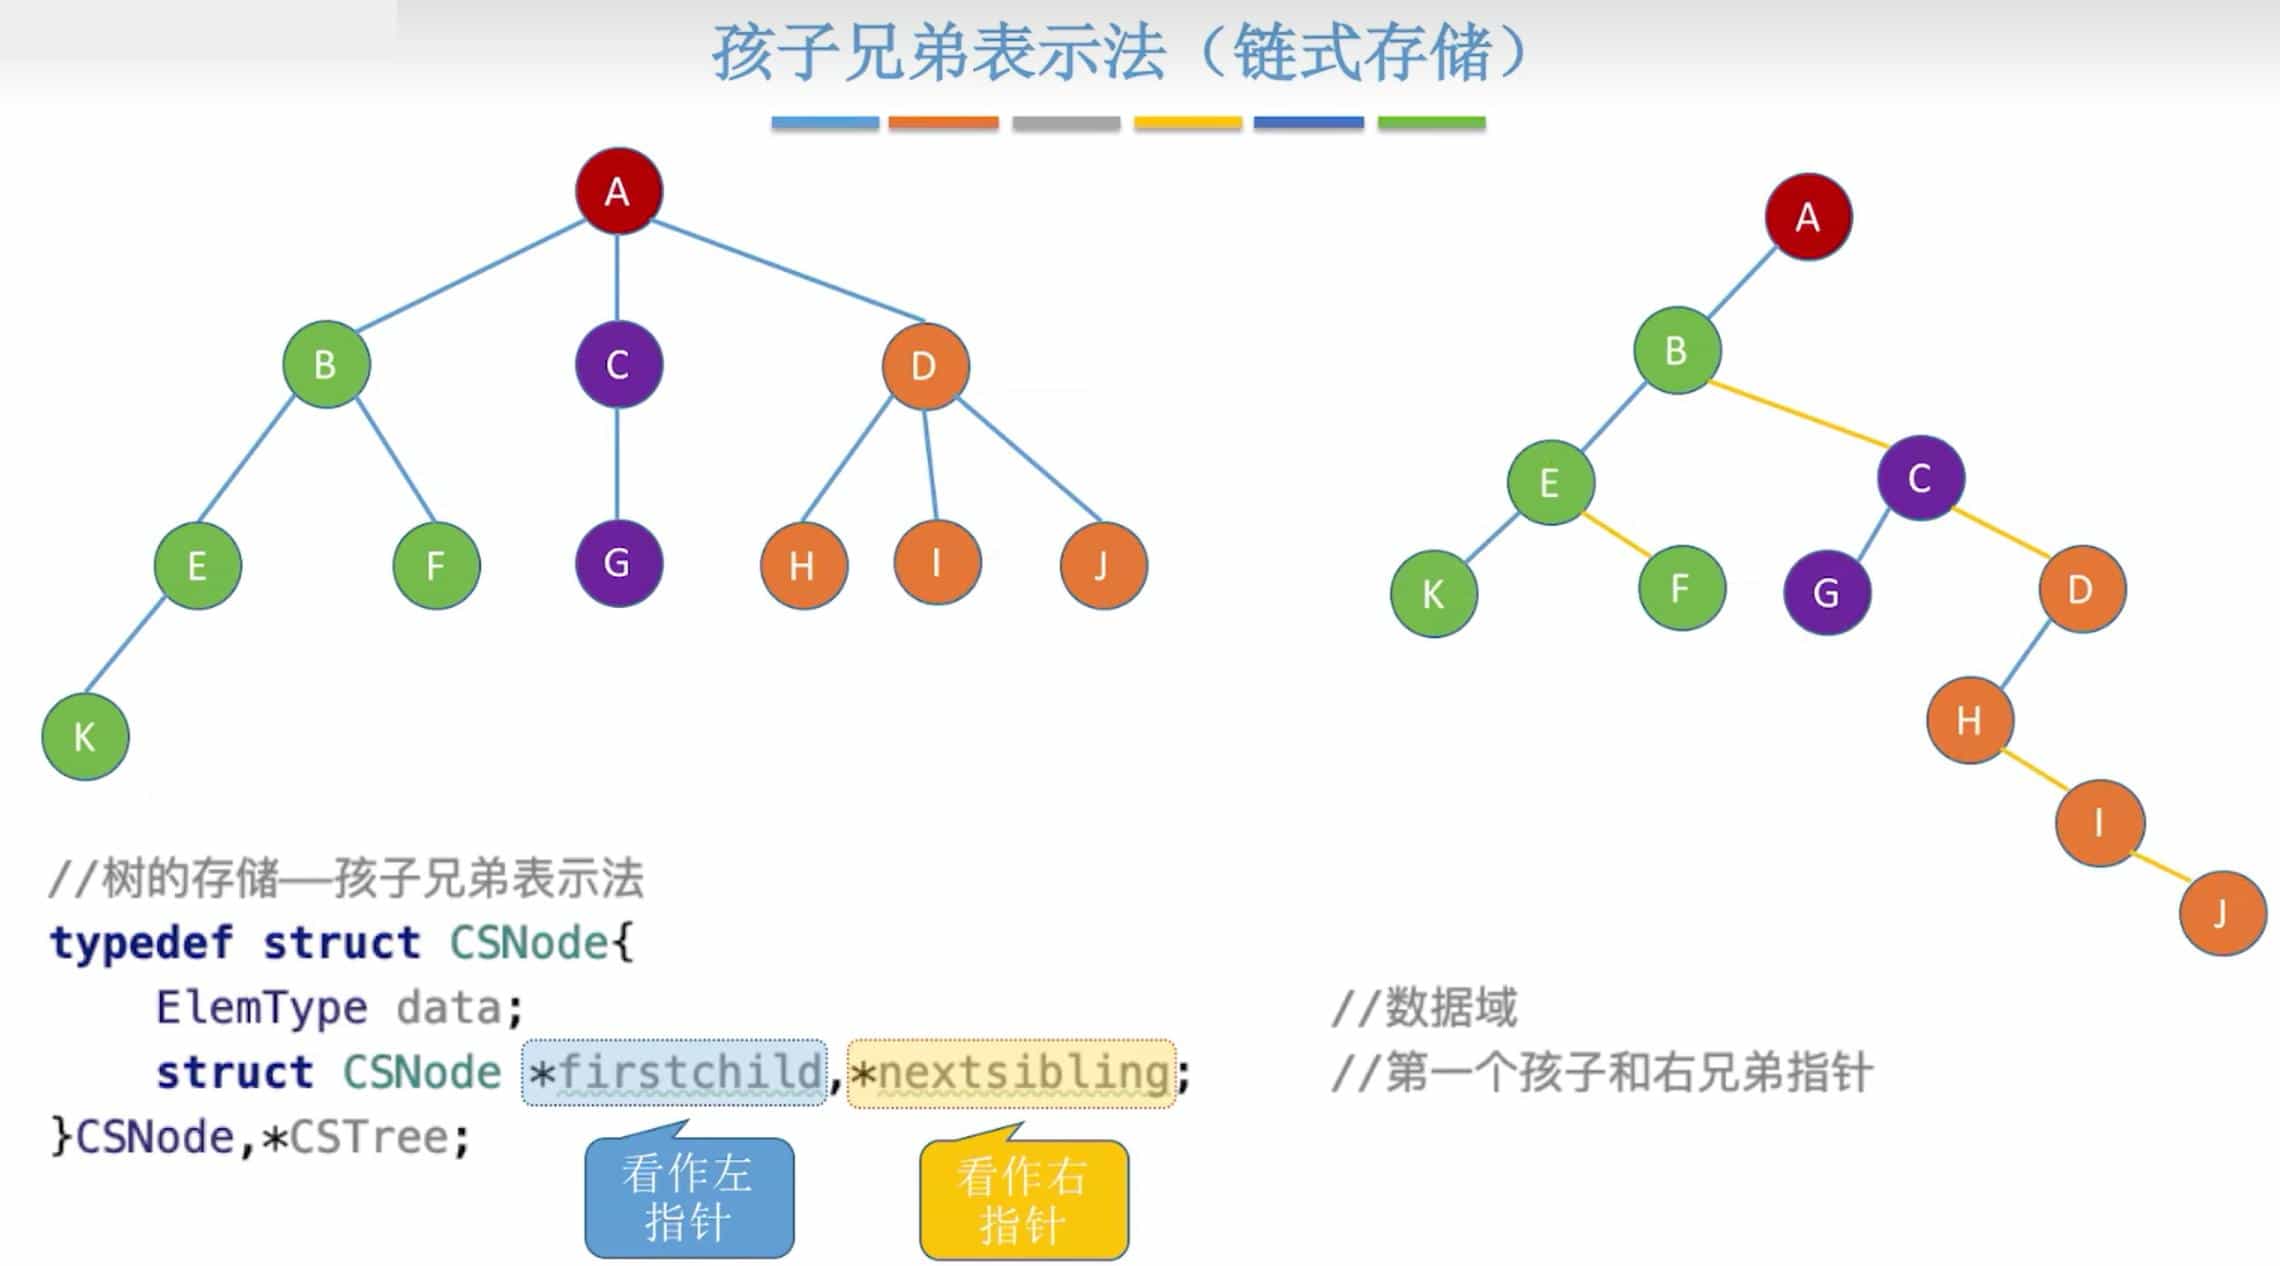 孩子兄弟表示法（链式存储）
A
B
C
D
E
F
G
H
I
J
K
A
B
C
E
D
K
F
G
H
I
J
//树的存储——孩子兄弟表示法
typedef struct CSNode{
ElemType data; //数据域
struct CSNode *firstchild,*nextsibling; //第一个孩子和右兄弟指针
}CSNode,*CSTree;
看作左
指针
看作右
指针